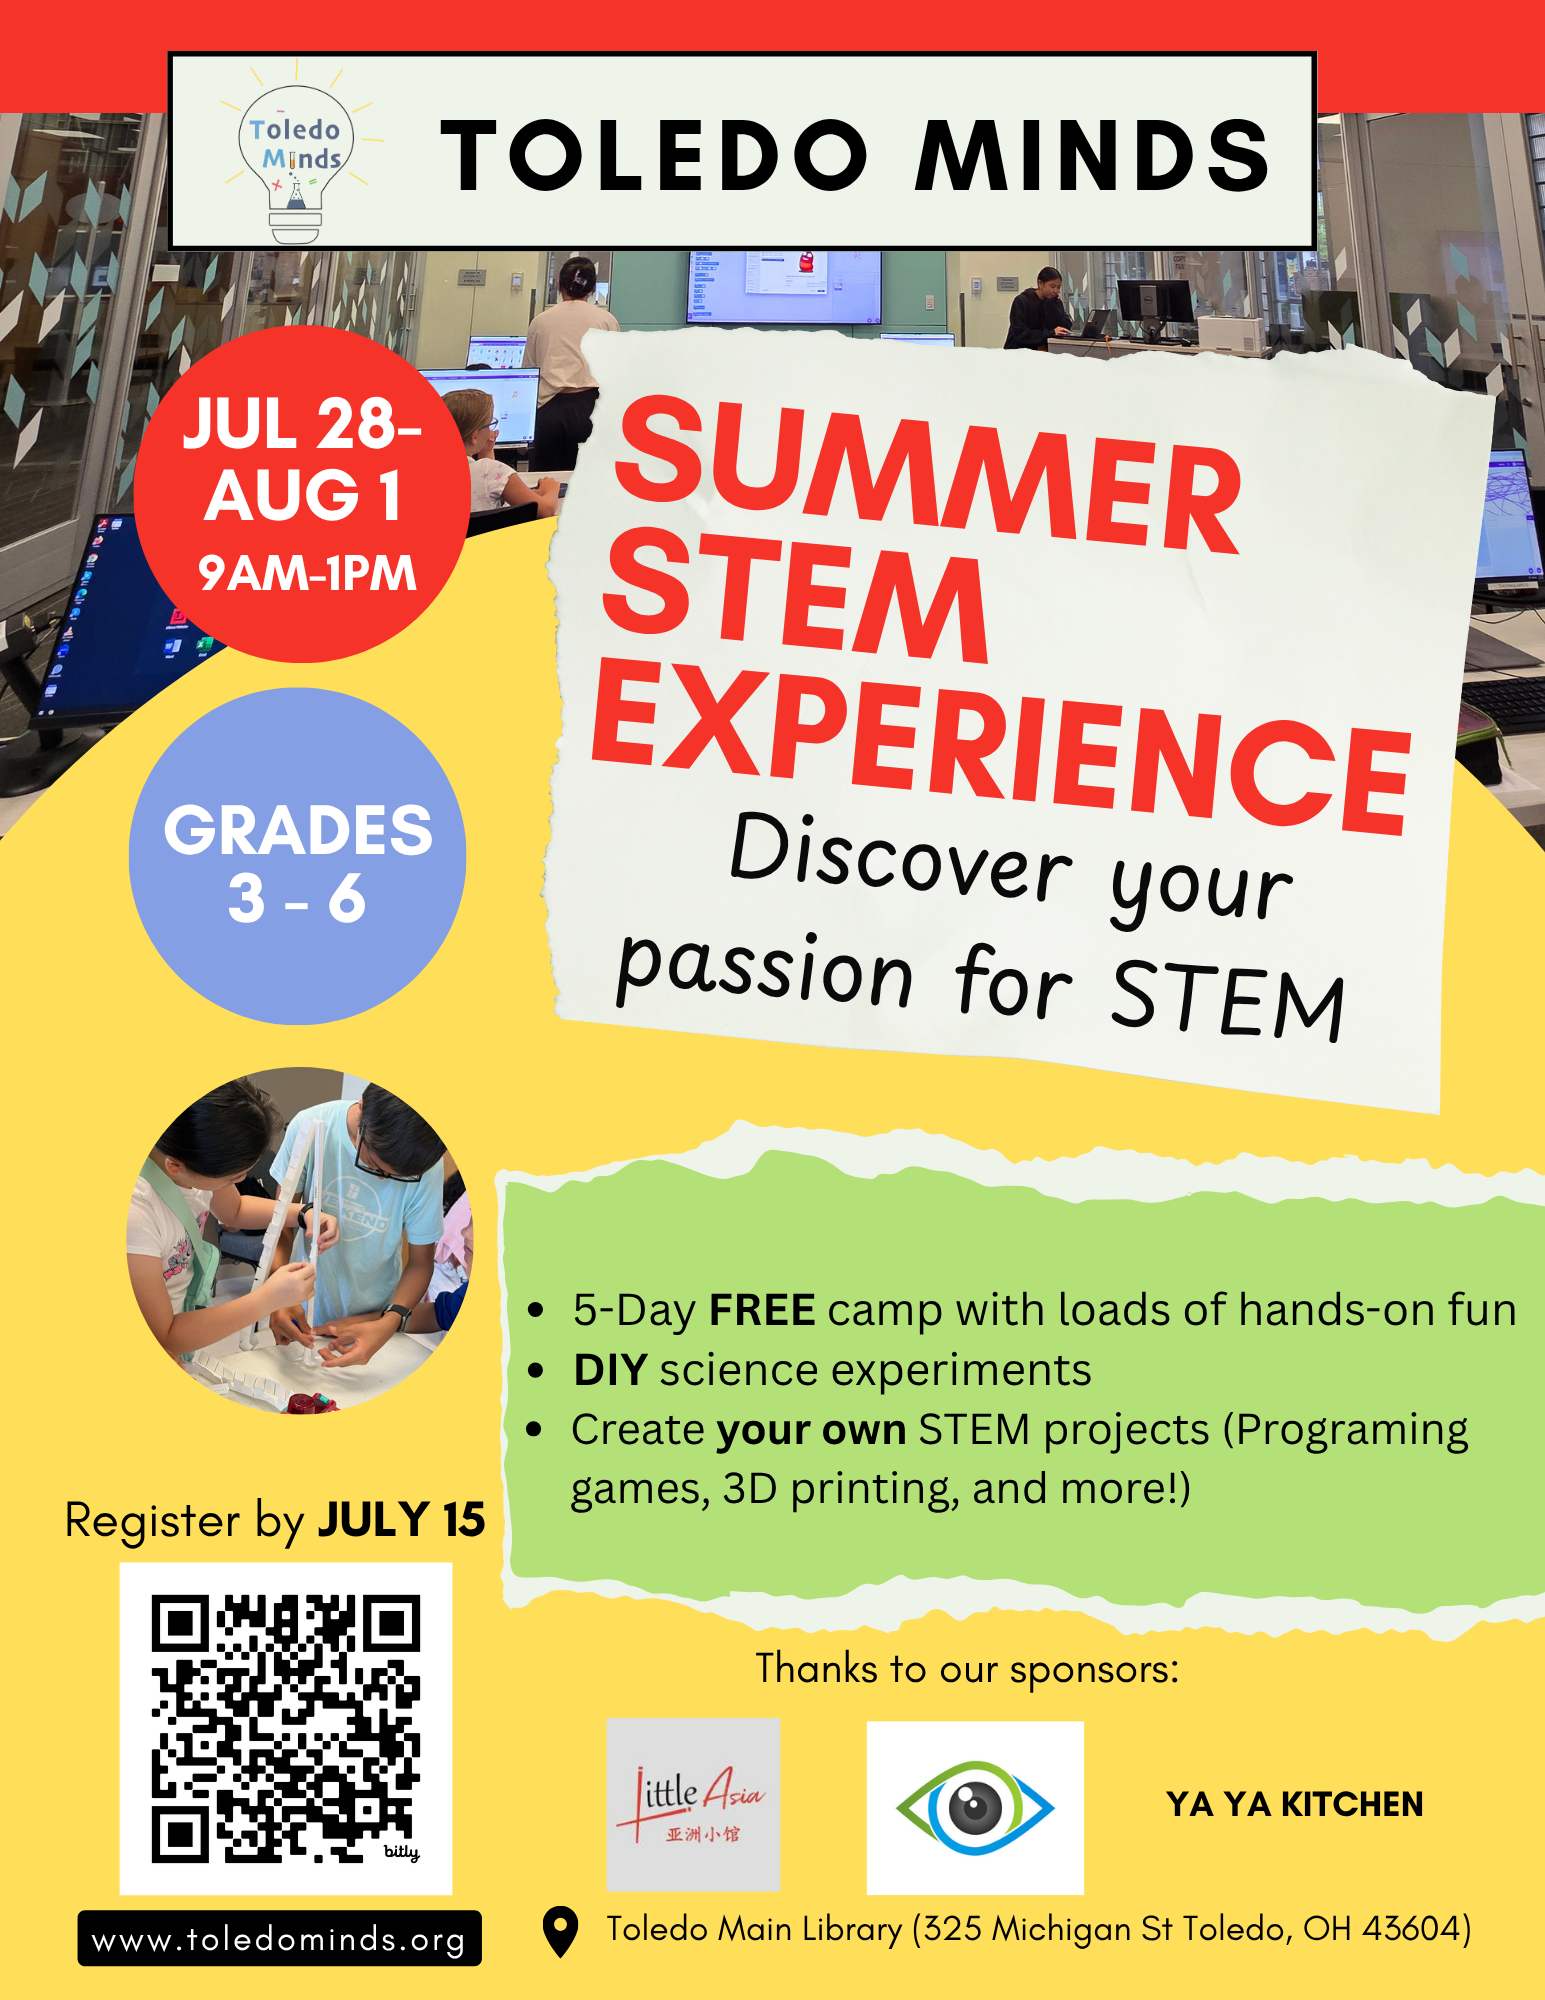 Toledo
Minds
TOLEDO MINDS
JUL 28-
AUG 1
9AM-1PM
SUMMER
STEM
EXPERIENCE
Discover your
passion for STEM
GRADES
3 - 6
• 5-Day FREE camp with loads of hands-on fun
• DIY science experiments
• Create your own STEM projects (Programing
games, 3D printing, and more!)
Register by JULY 15
bitly
www.toledominds.org
Thanks to our sponsors:
Little Asia
亚洲小馆
YA YA KITCHEN
Toledo Main Library (325 Michigan St Toledo, OH 43604)